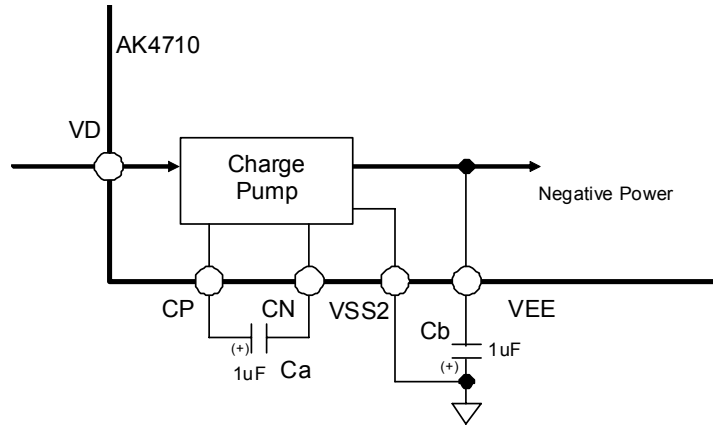 AK4710
VD
Charge
Pump
Negative Power
CP
CN
VSS2
VEE
Cb
1uF
(+)
(+)
1uF
Ca